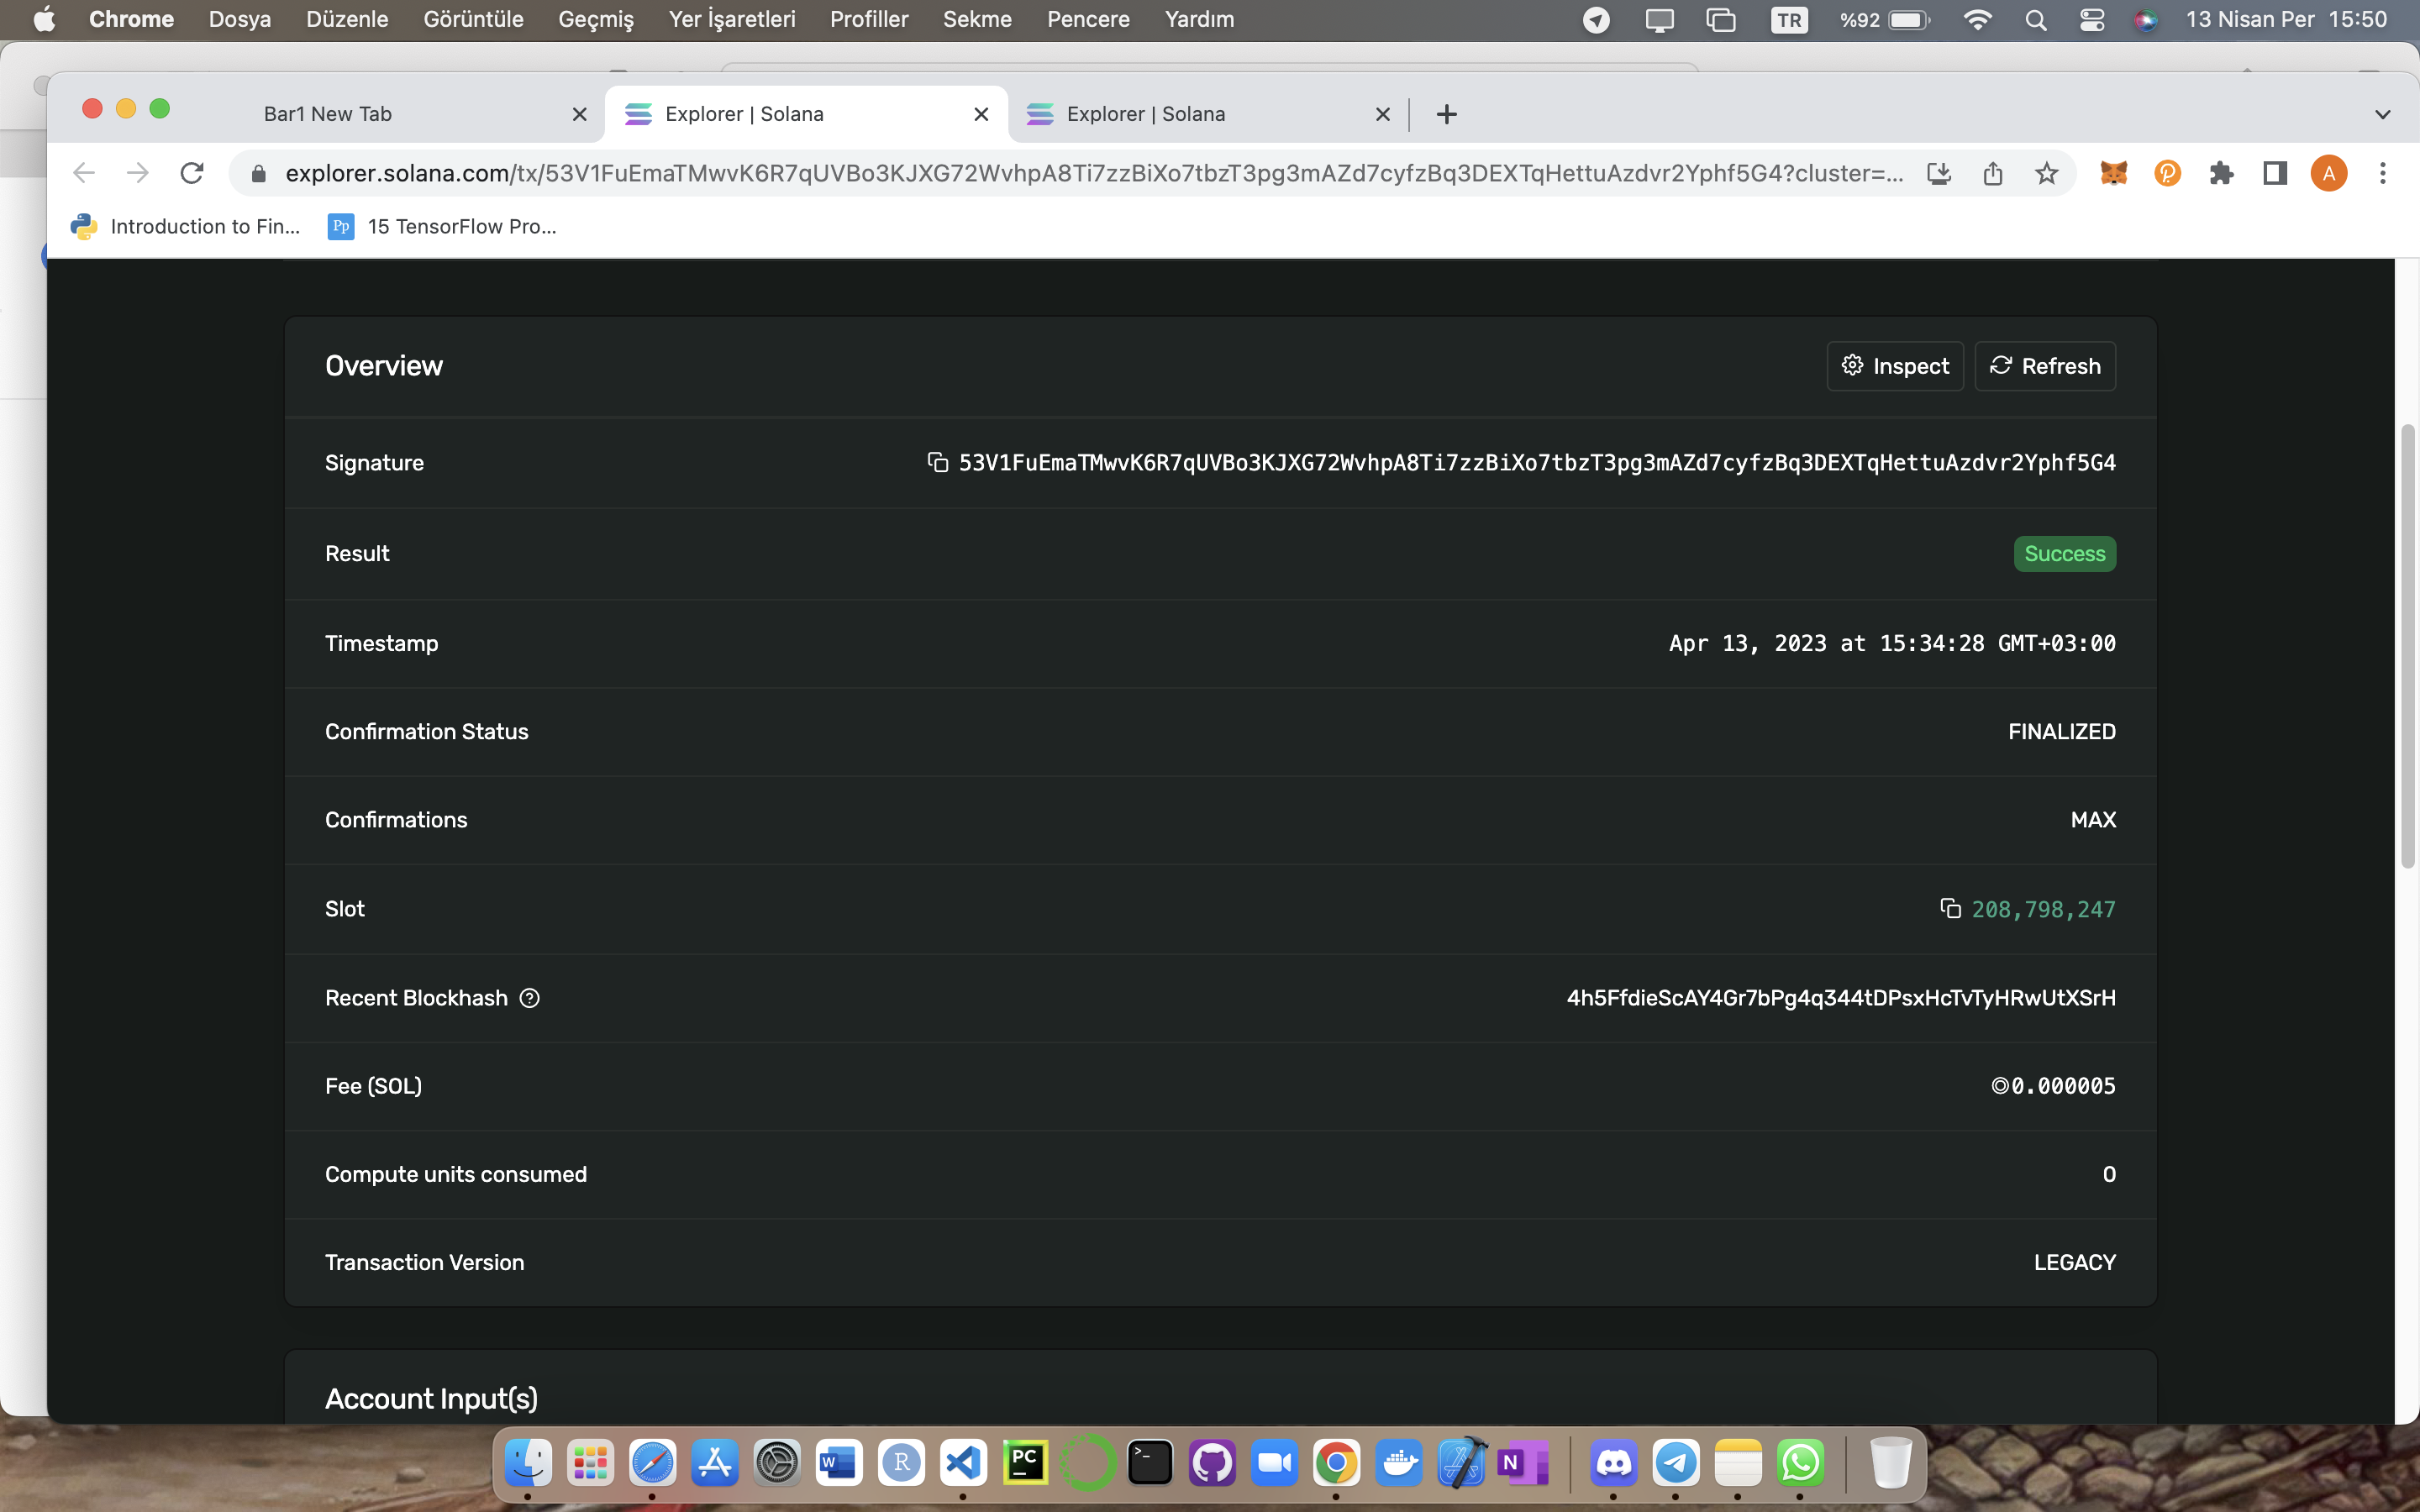 Chrome Dosya Düzenle Görüntüle Geçmiş Yer İşaretleri Profiller Sekme Pencere Yardım TR %92 13 Nisan Per 15:50
Bar1 New Tab Explorer | Solana Explorer | Solana
explorer.solana.com/tx/53V1FuEmaTMwvK6R7qUVBo3KJXG72WvhpA8Ti7zzBiXo7tbzT3pg3mAZd7cyfzBq3DEXTqHettuAzdvr2Yphf5G4?cluster=... A
Introduction to Fin... Pp 15 TensorFlow Pro...
Overview Inspect Refresh
Signature 53V1FuEmaTMwvK6R7qUVBo3KJXG72WvhpA8Ti7zzBiXo7tbzT3pg3mAZd7cyfzBq3DEXTqHettuAzdvr2Yphf5G4
Result Success
Timestamp Apr 13, 2023 at 15:34:28 GMT+03:00
Confirmation Status FINALIZED
Confirmations MAX
Slot 208,798,247
Recent Blockhash 4h5FfdieScAY4Gr7bPg4q344tDPsxHcTvTyHRwUtXSrH
Fee (SOL) ◎0.000005
Compute units consumed 0
Transaction Version LEGACY
Account Input(s)
W R PC N